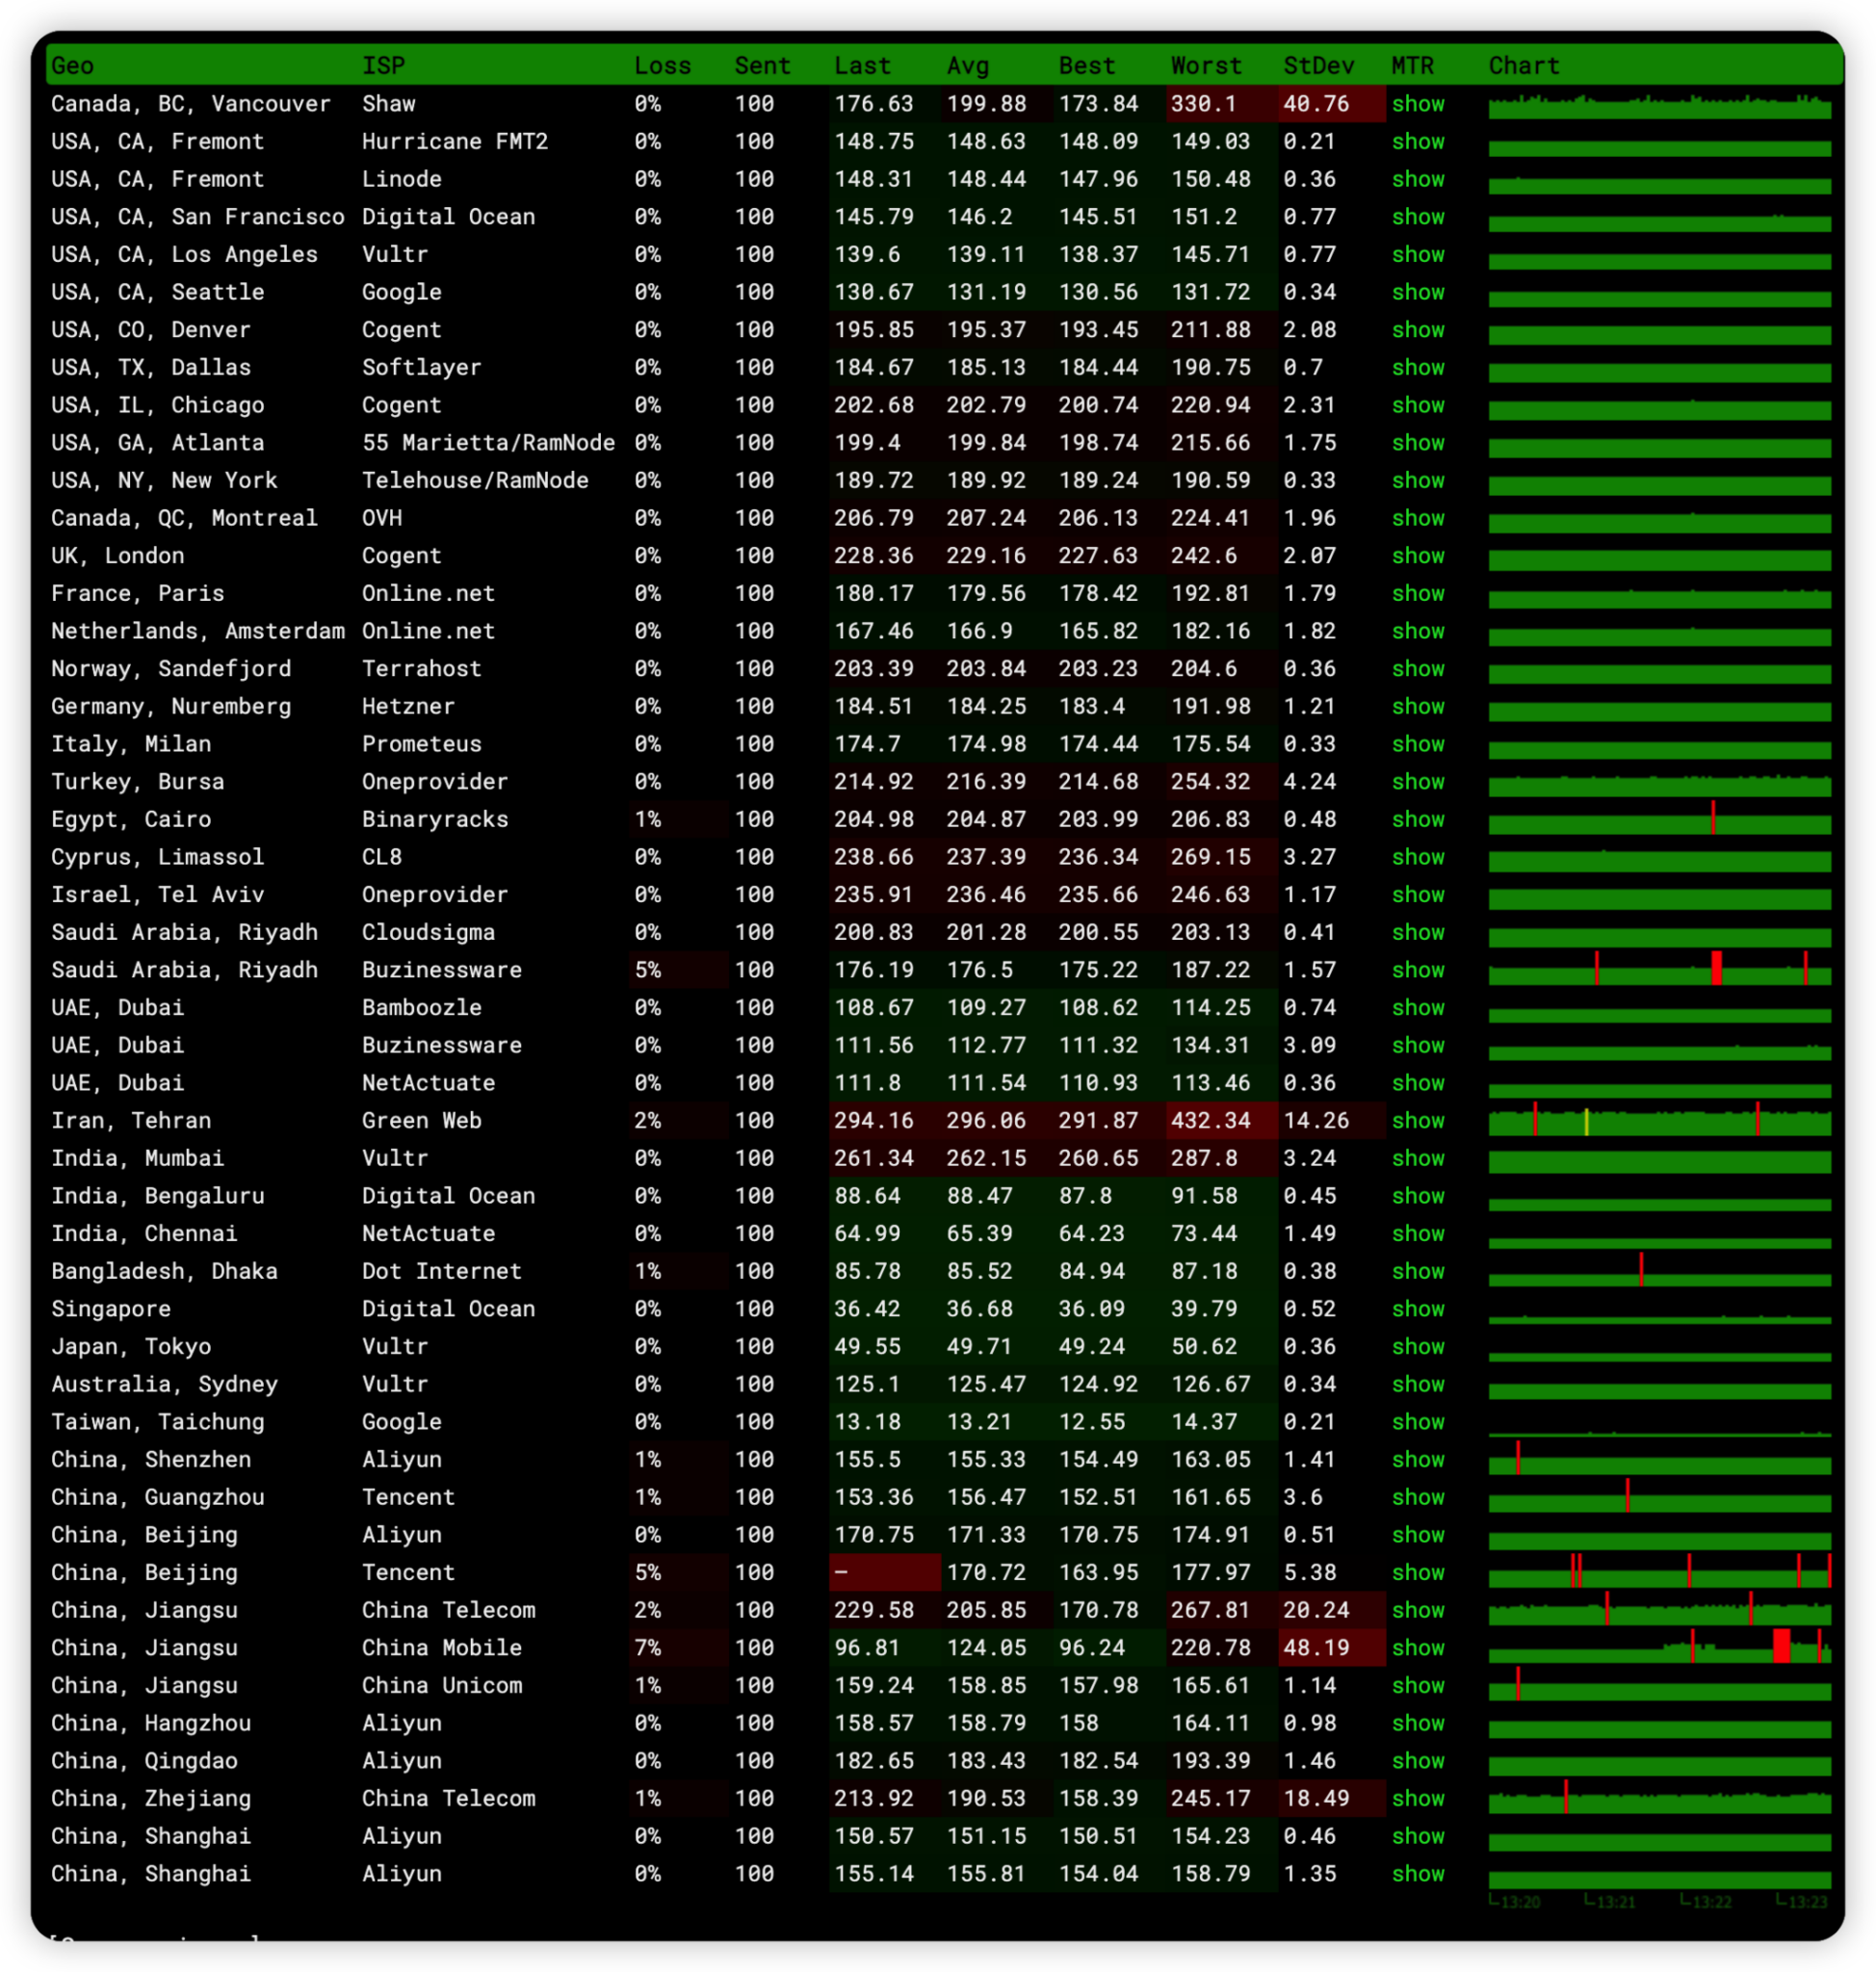 Geo ISP Loss Sent Last Avg Best Worst StDev MTR Chart
Canada, BC, Vancouver Shaw 0% 100 176.63 199.88 173.84 330.1 40.76 show
USA, CA, Fremont Hurricane FMT2 0% 100 148.75 148.63 148.09 149.03 0.21 show
USA, CA, Fremont Linode 0% 100 148.31 148.44 147.96 150.48 0.36 show
USA, CA, San Francisco Digital Ocean 0% 100 145.79 146.2 145.51 151.2 0.77 show
USA, CA, Los Angeles Vultr 0% 100 139.6 139.11 138.37 145.71 0.77 show
USA, CA, Seattle Google 0% 100 130.67 131.19 130.56 131.72 0.34 show
USA, CO, Denver Cogent 0% 100 195.85 195.37 193.45 211.88 2.08 show
USA, TX, Dallas Softlayer 0% 100 184.67 185.13 184.44 190.75 0.7 show
USA, IL, Chicago Cogent 0% 100 202.68 202.79 200.74 220.94 2.31 show
USA, GA, Atlanta 55 Marietta/RamNode 0% 100 199.4 199.84 198.74 215.66 1.75 show
USA, NY, New York Telehouse/RamNode 0% 100 189.72 189.92 189.24 190.59 0.33 show
Canada, QC, Montreal OVH 0% 100 206.79 207.24 206.13 224.41 1.96 show
UK, London Cogent 0% 100 228.36 229.16 227.63 242.6 2.07 show
France, Paris Online.net 0% 100 180.17 179.56 178.42 192.81 1.79 show
Netherlands, Amsterdam Online.net 0% 100 167.46 166.9 165.82 182.16 1.82 show
Norway, Sandefjord Terrahost 0% 100 203.39 203.84 203.23 204.6 0.36 show
Germany, Nuremberg Hetzner 0% 100 184.51 184.25 183.4 191.98 1.21 show
Italy, Milan Prometeus 0% 100 174.7 174.98 174.44 175.54 0.33 show
Turkey, Bursa Oneprovider 0% 100 214.92 216.39 214.68 254.32 4.24 show
Egypt, Cairo Binaryracks 1% 100 204.98 204.87 203.99 206.83 0.48 show
Cyprus, Limassol CL8 0% 100 238.66 237.39 236.34 269.15 3.27 show
Israel, Tel Aviv Oneprovider 0% 100 235.91 236.46 235.66 246.63 1.17 show
Saudi Arabia, Riyadh Cloudsigma 0% 100 200.83 201.28 200.55 203.13 0.41 show
Saudi Arabia, Riyadh Buzinessware 5% 100 176.19 176.5 175.22 187.22 1.57 show
UAE, Dubai Bamboozle 0% 100 108.67 109.27 108.62 114.25 0.74 show
UAE, Dubai Buzinessware 0% 100 111.56 112.77 111.32 134.31 3.09 show
UAE, Dubai NetActuate 0% 100 111.8 111.54 110.93 113.46 0.36 show
Iran, Tehran Green Web 2% 100 294.16 296.06 291.87 432.34 14.26 show
India, Mumbai Vultr 0% 100 261.34 262.15 260.65 287.8 3.24 show
India, Bengaluru Digital Ocean 0% 100 88.64 88.47 87.8 91.58 0.45 show
India, Chennai NetActuate 0% 100 64.99 65.39 64.23 73.44 1.49 show
Bangladesh, Dhaka Dot Internet 1% 100 85.78 85.52 84.94 87.18 0.38 show
Singapore Digital Ocean 0% 100 36.42 36.68 36.09 39.79 0.52 show
Japan, Tokyo Vultr 0% 100 49.55 49.71 49.24 50.62 0.36 show
Australia, Sydney Vultr 0% 100 125.1 125.47 124.92 126.67 0.34 show
Taiwan, Taichung Google 0% 100 13.18 13.21 12.55 14.37 0.21 show
China, Shenzhen Aliyun 1% 100 155.5 155.33 154.49 163.05 1.41 show
China, Guangzhou Tencent 1% 100 153.36 156.47 152.51 161.65 3.6 show
China, Beijing Aliyun 0% 100 170.75 171.33 170.75 174.91 0.51 show
China, Beijing Tencent 5% 100 – 170.72 163.95 177.97 5.38 show
China, Jiangsu China Telecom 2% 100 229.58 205.85 170.78 267.81 20.24 show
China, Jiangsu China Mobile 7% 100 96.81 124.05 96.24 220.78 48.19 show
China, Jiangsu China Unicom 1% 100 159.24 158.85 157.98 165.61 1.14 show
China, Hangzhou Aliyun 0% 100 158.57 158.79 158 164.11 0.98 show
China, Qingdao Aliyun 0% 100 182.65 183.43 182.54 193.39 1.46 show
China, Zhejiang China Telecom 1% 100 213.92 190.53 158.39 245.17 18.49 show
China, Shanghai Aliyun 0% 100 150.57 151.15 150.51 154.23 0.46 show
China, Shanghai Aliyun 0% 100 155.14 155.81 154.04 158.79 1.35 show
13:20 13:21 13:22 13:23